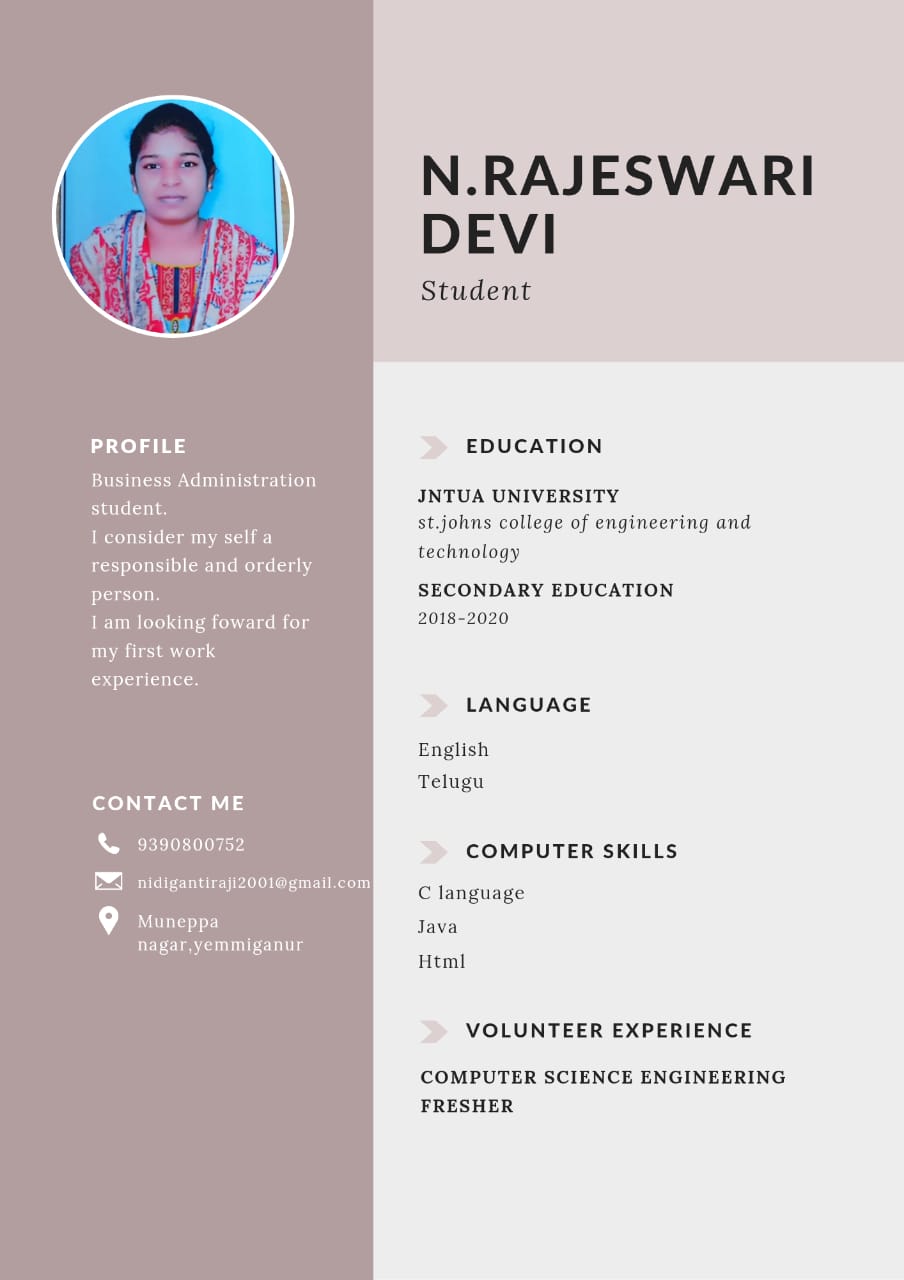 N.RAJESWARI
DEVI
Student
PROFILE
Business Administration
student.
I consider my self a
responsible and orderly
person.
I am looking foward for
my first work
experience.
CONTACT ME
9390800752
nidigantiraji2001@gmail.com
Muneppa
nagar,yemmiganur
EDUCATION
JNTUA UNIVERSITY
st.johns college of engineering and
technology
SECONDARY EDUCATION
2018-2020
LANGUAGE
English
Telugu
COMPUTER SKILLS
C language
Java
Html
VOLUNTEER EXPERIENCE
COMPUTER SCIENCE ENGINEERING
FRESHER